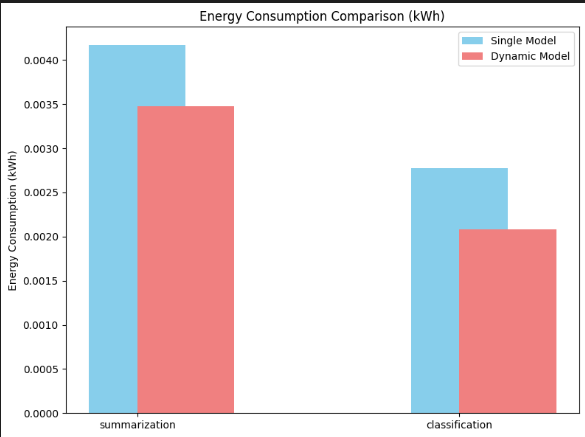 Energy Consumption Comparison (kWh)
Single Model
Dynamic Model
Energy Consumption (kWh)
0.0040
0.0035
0.0030
0.0025
0.0020
0.0015
0.0010
0.0005
0.0000
summarization
classification